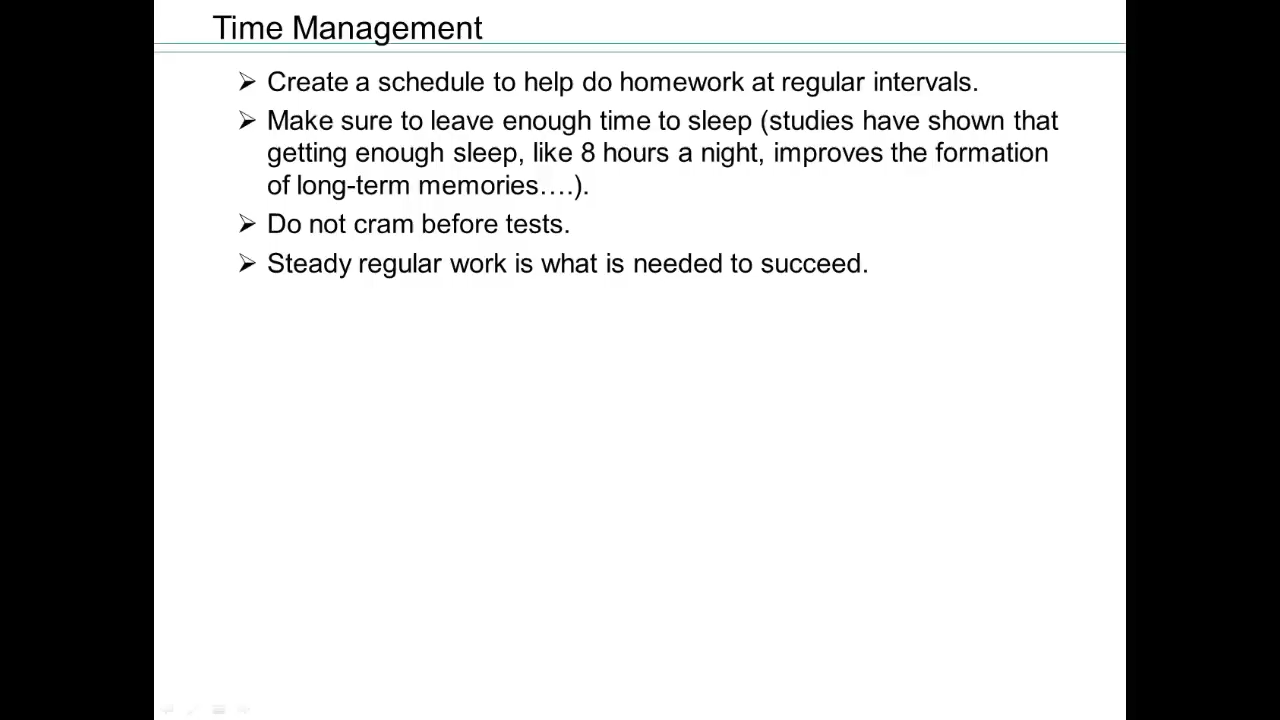 Time Management
➢ Create a schedule to help do homework at regular intervals.
➢ Make sure to leave enough time to sleep (studies have shown that
getting enough sleep, like 8 hours a night, improves the formation
of long-term memories….).
➢ Do not cram before tests.
➢ Steady regular work is what is needed to succeed.